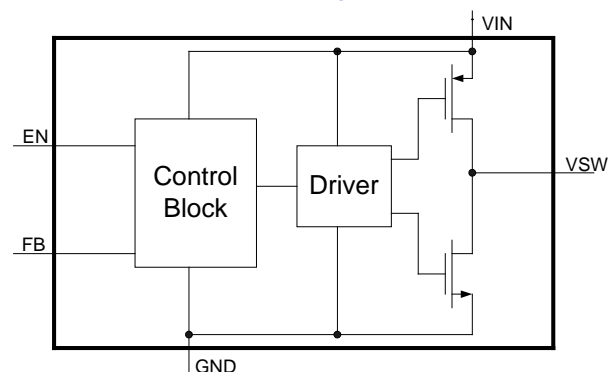 VIN
EN
Control
Block
Driver
VSW
FB
GND